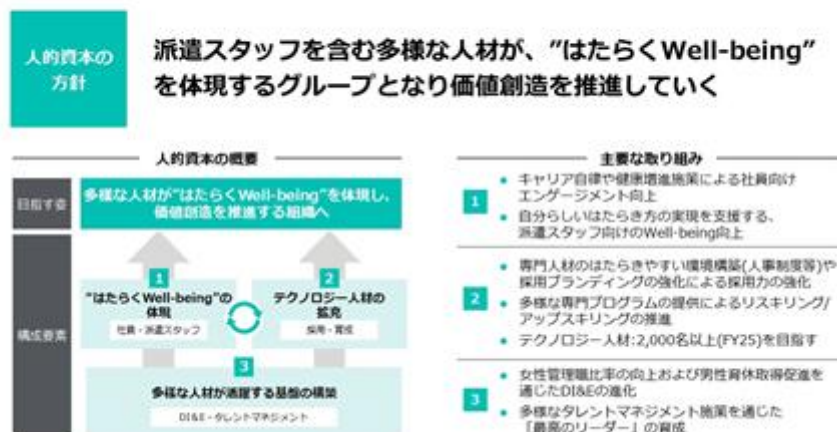 人的資本の
方針
派遣スタッフを含む多様な人材が、”はたらくWell-being”
を体現するグループとなり価値創造を推進していく
人的資本の概要
目指す姿
多様な人材が“はたらくWell-being”を体現し、
価値創造を推進する組織へ
構成要素
1
“はたらくWell-being”の
体現
社員・派遣スタッフ
2
テクノロジー人材の
拡充
採用・育成
3
多様な人材が活躍する基盤の構築
DI&E・タレントマネジメント
主要な取り組み
1
• キャリア自律や健康増進施策による社員向け
エンゲージメント向上
• 自分らしいはたらき方の実現を支援する、
派遣スタッフ向けのWell-being向上
2
• 専門人材のはたらきやすい環境構築(人事制度等)や
採用ブランディングの強化による採用力の強化
• 多様な専門プログラムの提供によるリスキリング/
アップスキリングの推進
• テクノロジー人材:2,000名以上(FY25)を目指す
3
• 女性管理職比率の向上および男性育休取得促進を
通じたDI&Eの進化
• 多様なタレントマネジメント施策を通じた
「最高のリーダー」の育成